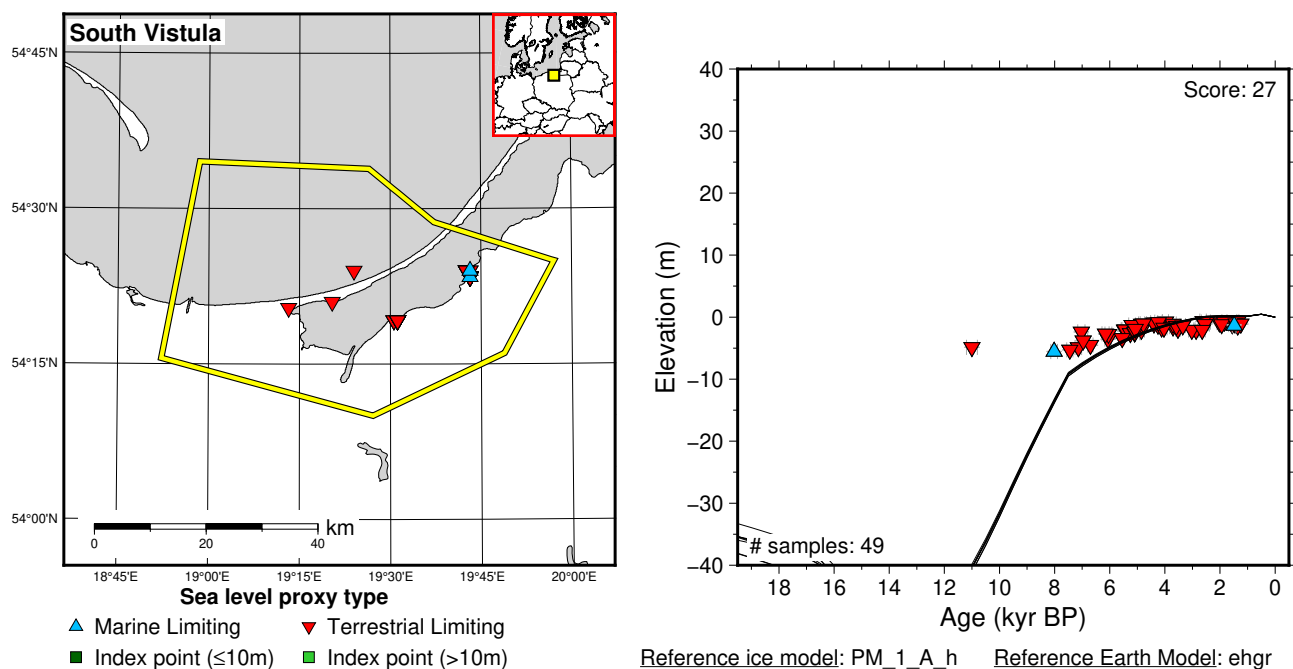 South Vistula
54°45'N
54°30'N
54°15'N
54°00'N
km
0 20 40
18°45'E 19°00'E 19°15'E 19°30'E 19°45'E 20°00'E
Sea level proxy type
Marine Limiting Terrestrial Limiting
Index point (≤10m) Index point (>10m)
Score: 27
40
30
20
10
0
−10
−20
−30
−40
Elevation (m)
# samples: 49
18 16 14 12 10 8 6 4 2 0
Age (kyr BP)
Reference ice model: PM_1_A_h Reference Earth Model: ehgr